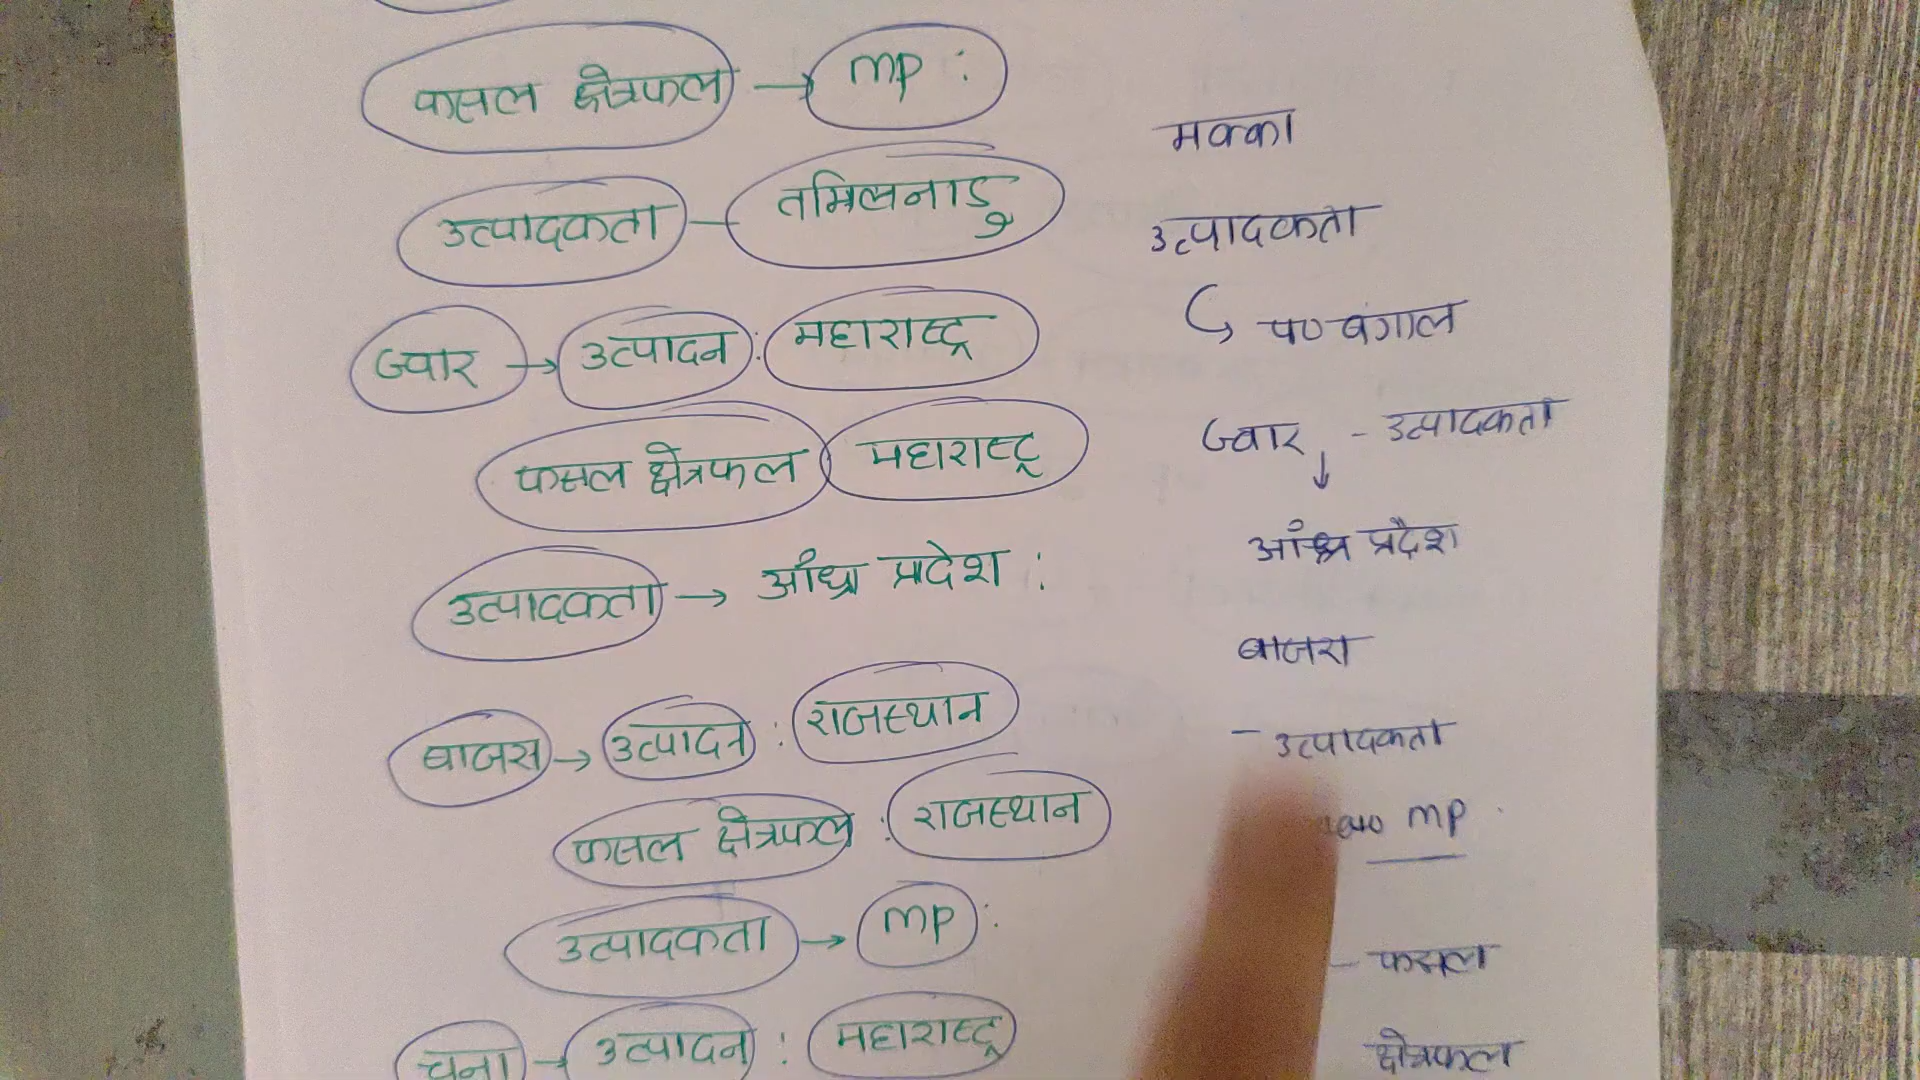 फसल क्षेत्रफल → mp :
उत्पादकता - तमिलनाडु
ज्वार → उत्पादन : महाराष्ट्र
फसल क्षेत्रफल महाराष्ट्र
उत्पादकता → आँध्रा प्रदेश :
बाजरा → उत्पादन : राजस्थान
फसल क्षेत्रफल : राजस्थान
उत्पादकता → mp :
चना → उत्पादन : महाराष्ट्र
मक्का
उत्पादकता
↳ प० बंगाल
ज्वार - उत्पादकता
↓
आँध्र प्रदेश
बाजरा
- उत्पादकता
mp .
- फसल
क्षेत्रफल